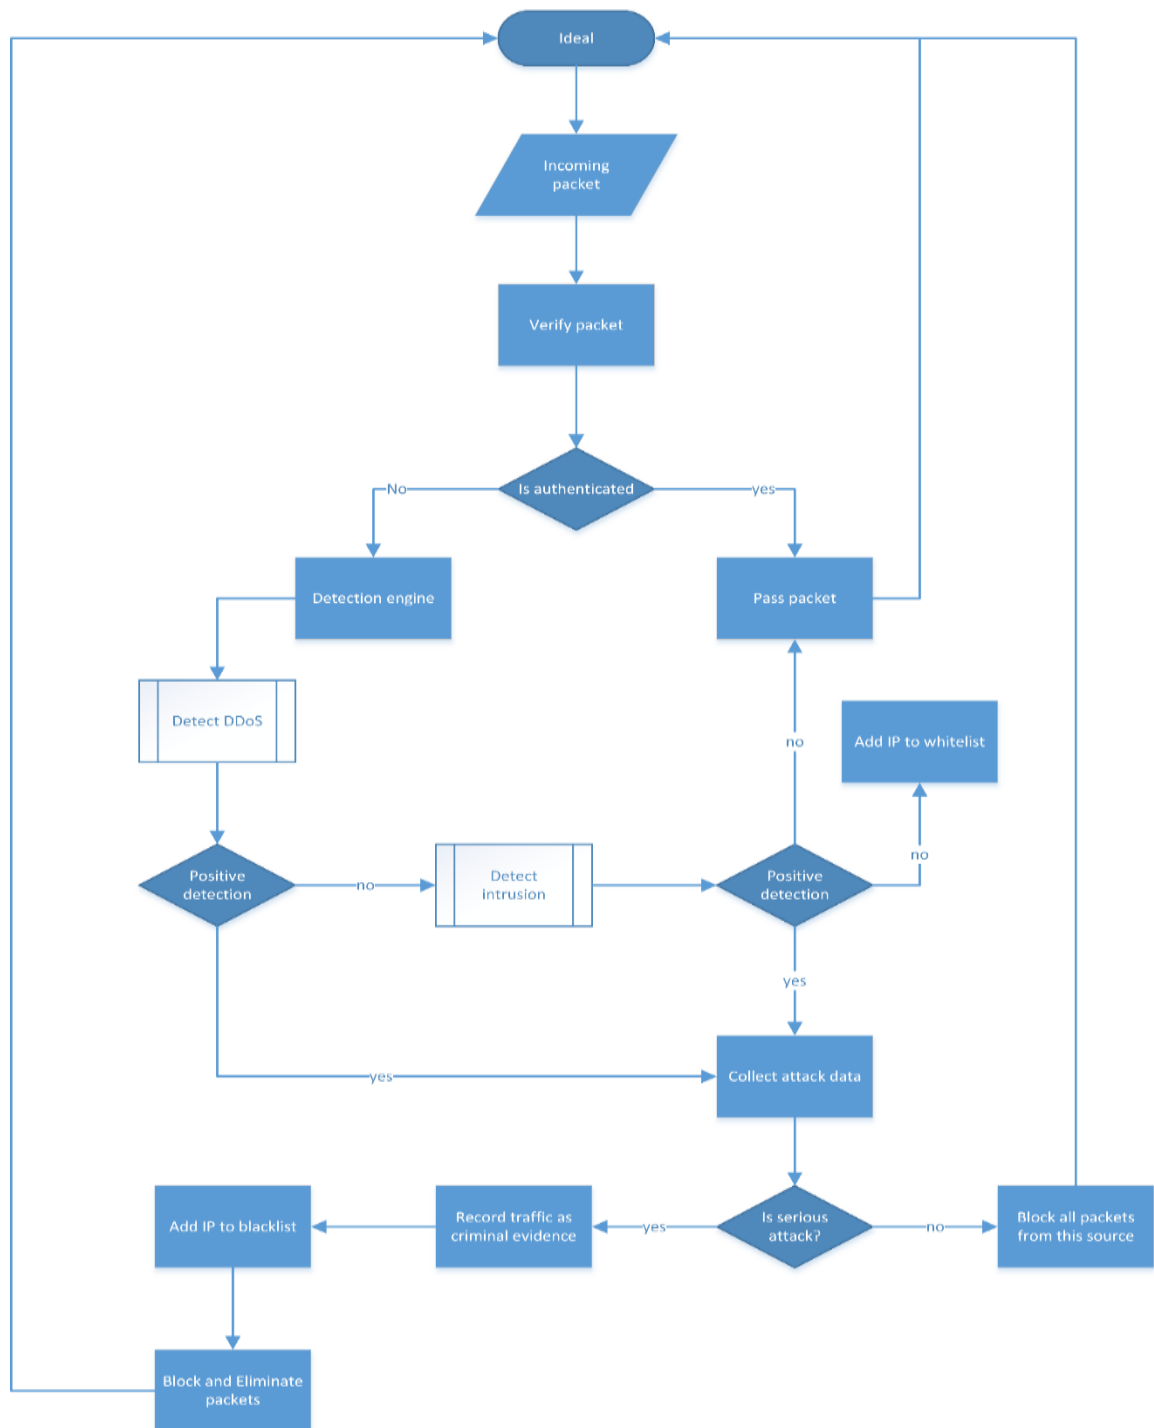 Ideal
Incoming
packet
Verify packet
Is authenticated
No
yes
Detection engine
Pass packet
Detect DDoS
no
Add IP to whitelist
Positive
detection
no
Detect
intrusion
Positive
detection
no
yes
Collect attack data
yes
Add IP to blacklist
Record traffic as
criminal evidence
yes
Is serious
attack?
no
Block all packets
from this source
Block and Eliminate
packets